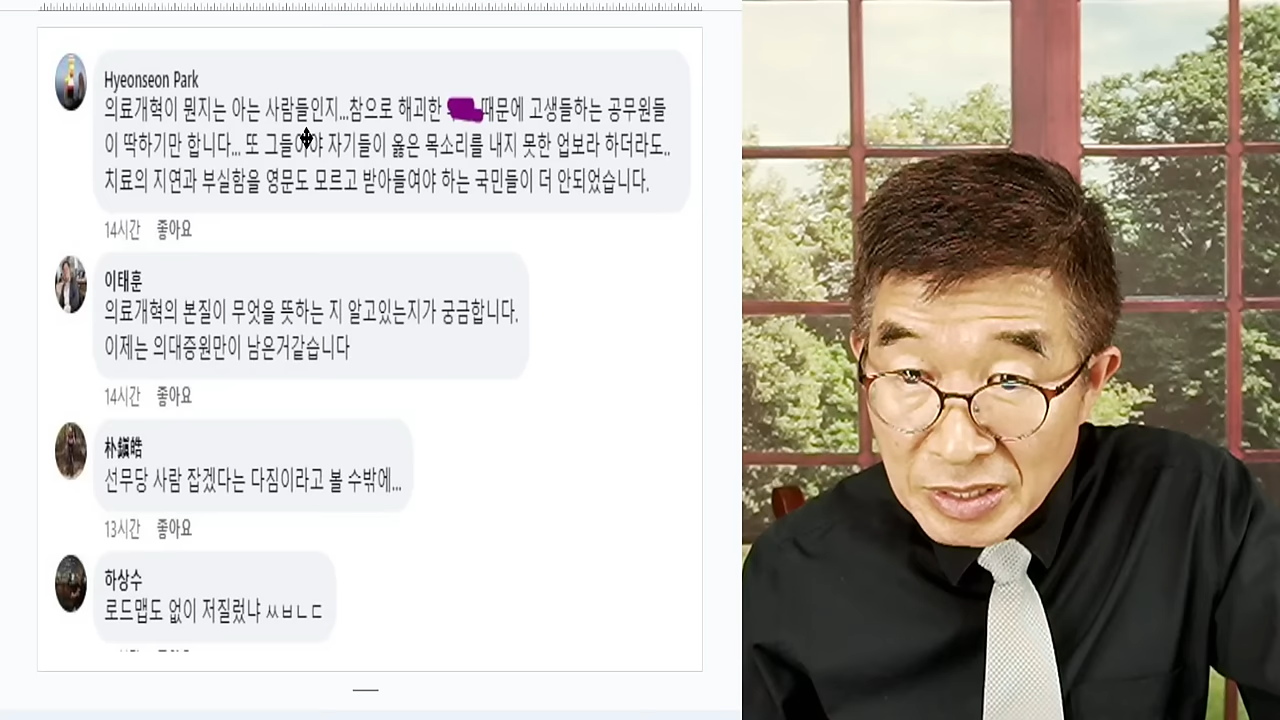 Hyeonseon Park
의료개혁이 뭔지는 아는 사람들인지...참으로 해괴한 때문에 고생들하는 공무원들
이 딱하기만 합니다... 또 그들이야 자기들이 옳은 목소리를 내지 못한 업보라 하더라도..
치료의 지연과 부실함을 영문도 모르고 받아들여야 하는 국민들이 더 안되었습니다.
14시간 좋아요
이태훈
의료개혁의 본질이 무엇을 뜻하는 지 알고있는지가 궁금합니다.
이제는 의대증원만이 남은거같습니다
14시간 좋아요
朴鎭皓
선무당 사람 잡겠다는 다짐이라고 볼 수밖에...
13시간 좋아요
하상수
로드맵도 없이 저질렀냐 ㅆㅂㄴㄷ